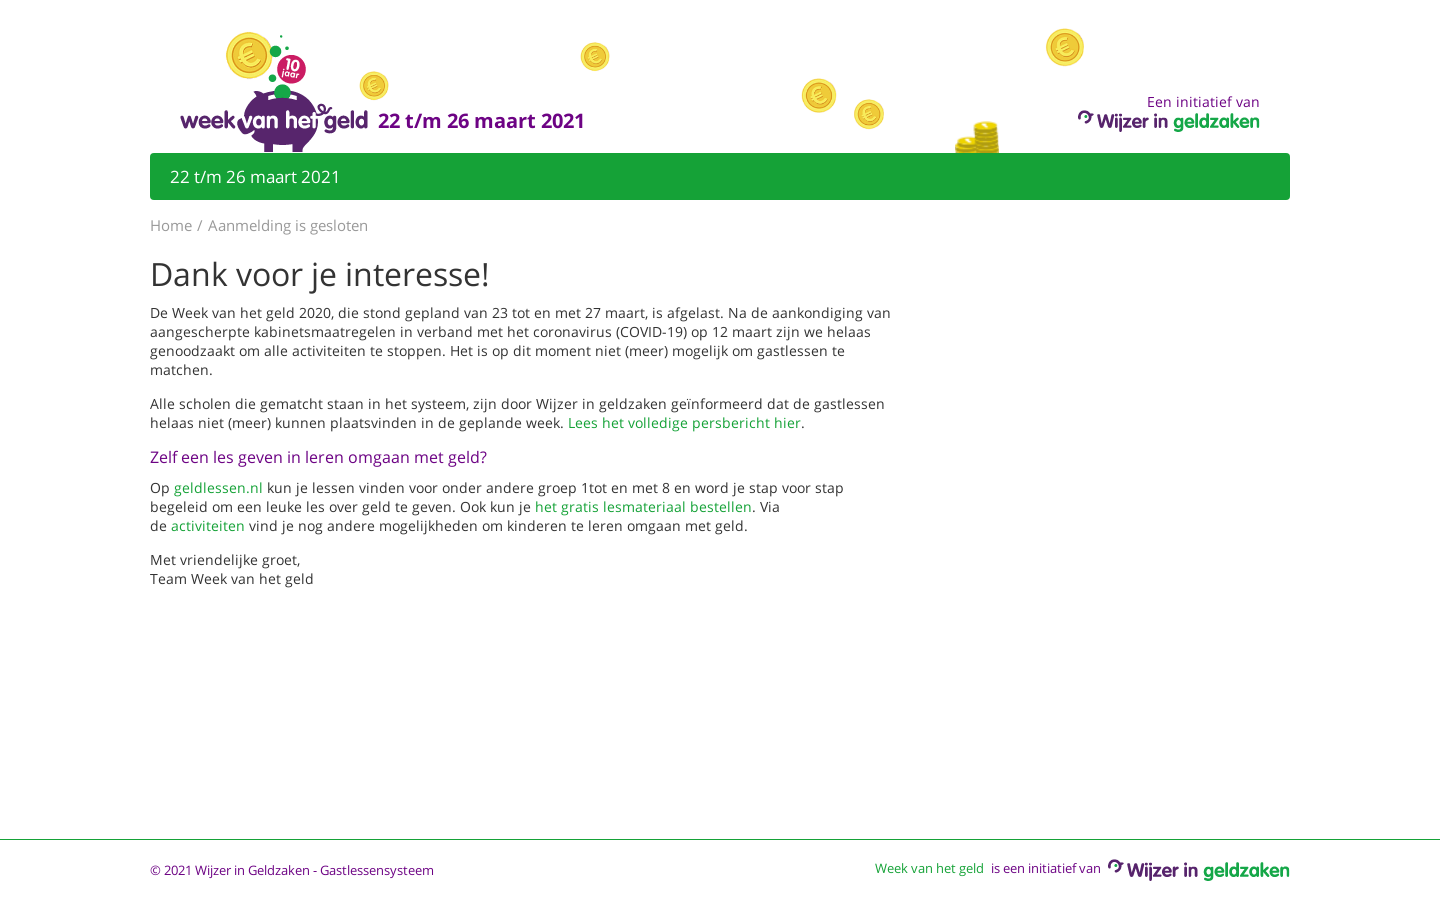 10
jaar
week van het geld 22 t/m 26 maart 2021
Een initiatief van
Wijzer in geldzaken
22 t/m 26 maart 2021
Home / Aanmelding is gesloten
Dank voor je interesse!
De Week van het geld 2020, die stond gepland van 23 tot en met 27 maart, is afgelast. Na de aankondiging van
aangescherpte kabinetsmaatregelen in verband met het coronavirus (COVID-19) op 12 maart zijn we helaas
genoodzaakt om alle activiteiten te stoppen. Het is op dit moment niet (meer) mogelijk om gastlessen te
matchen.
Alle scholen die gematcht staan in het systeem, zijn door Wijzer in geldzaken geïnformeerd dat de gastlessen
helaas niet (meer) kunnen plaatsvinden in de geplande week. Lees het volledige persbericht hier.
Zelf een les geven in leren omgaan met geld?
Op geldlessen.nl kun je lessen vinden voor onder andere groep 1tot en met 8 en word je stap voor stap
begeleid om een leuke les over geld te geven. Ook kun je het gratis lesmateriaal bestellen. Via
de activiteiten vind je nog andere mogelijkheden om kinderen te leren omgaan met geld.
Met vriendelijke groet,
Team Week van het geld
© 2021 Wijzer in Geldzaken - Gastlessensysteem
Week van het geld is een initiatief van Wijzer in geldzaken